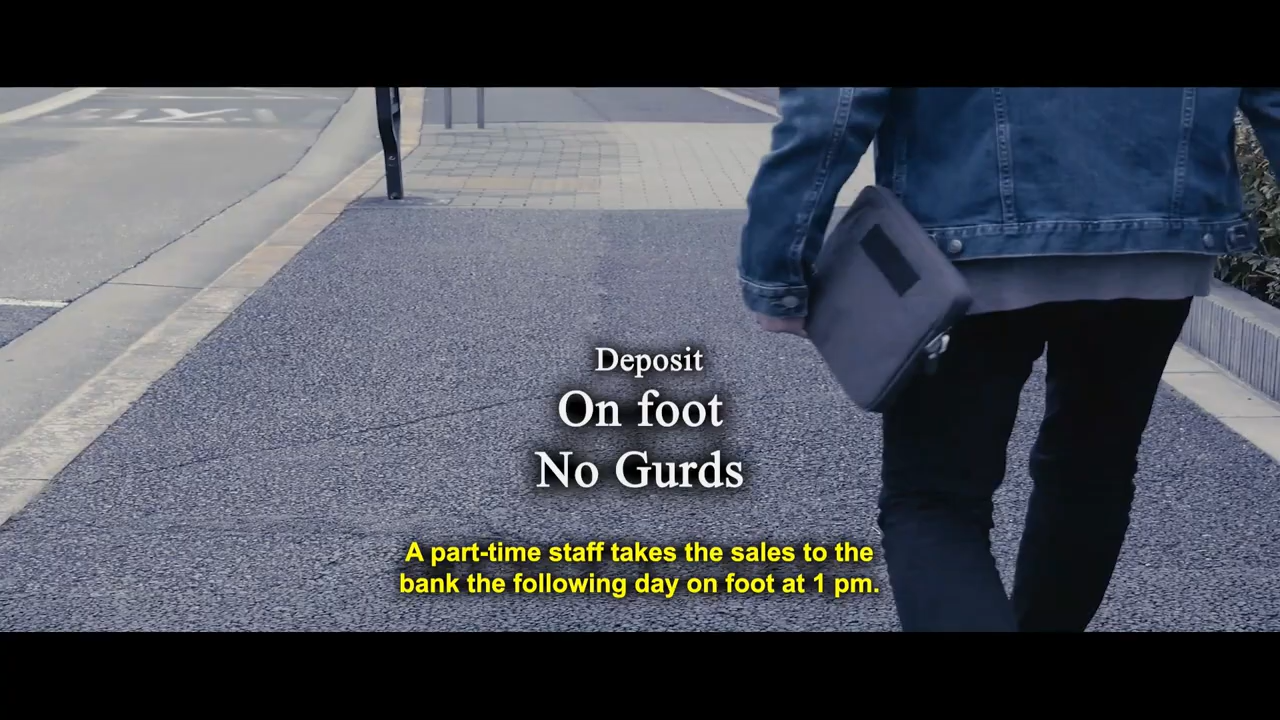 Deposit
On foot
No Gurds
A part-time staff takes the sales to the
bank the following day on foot at 1 pm.